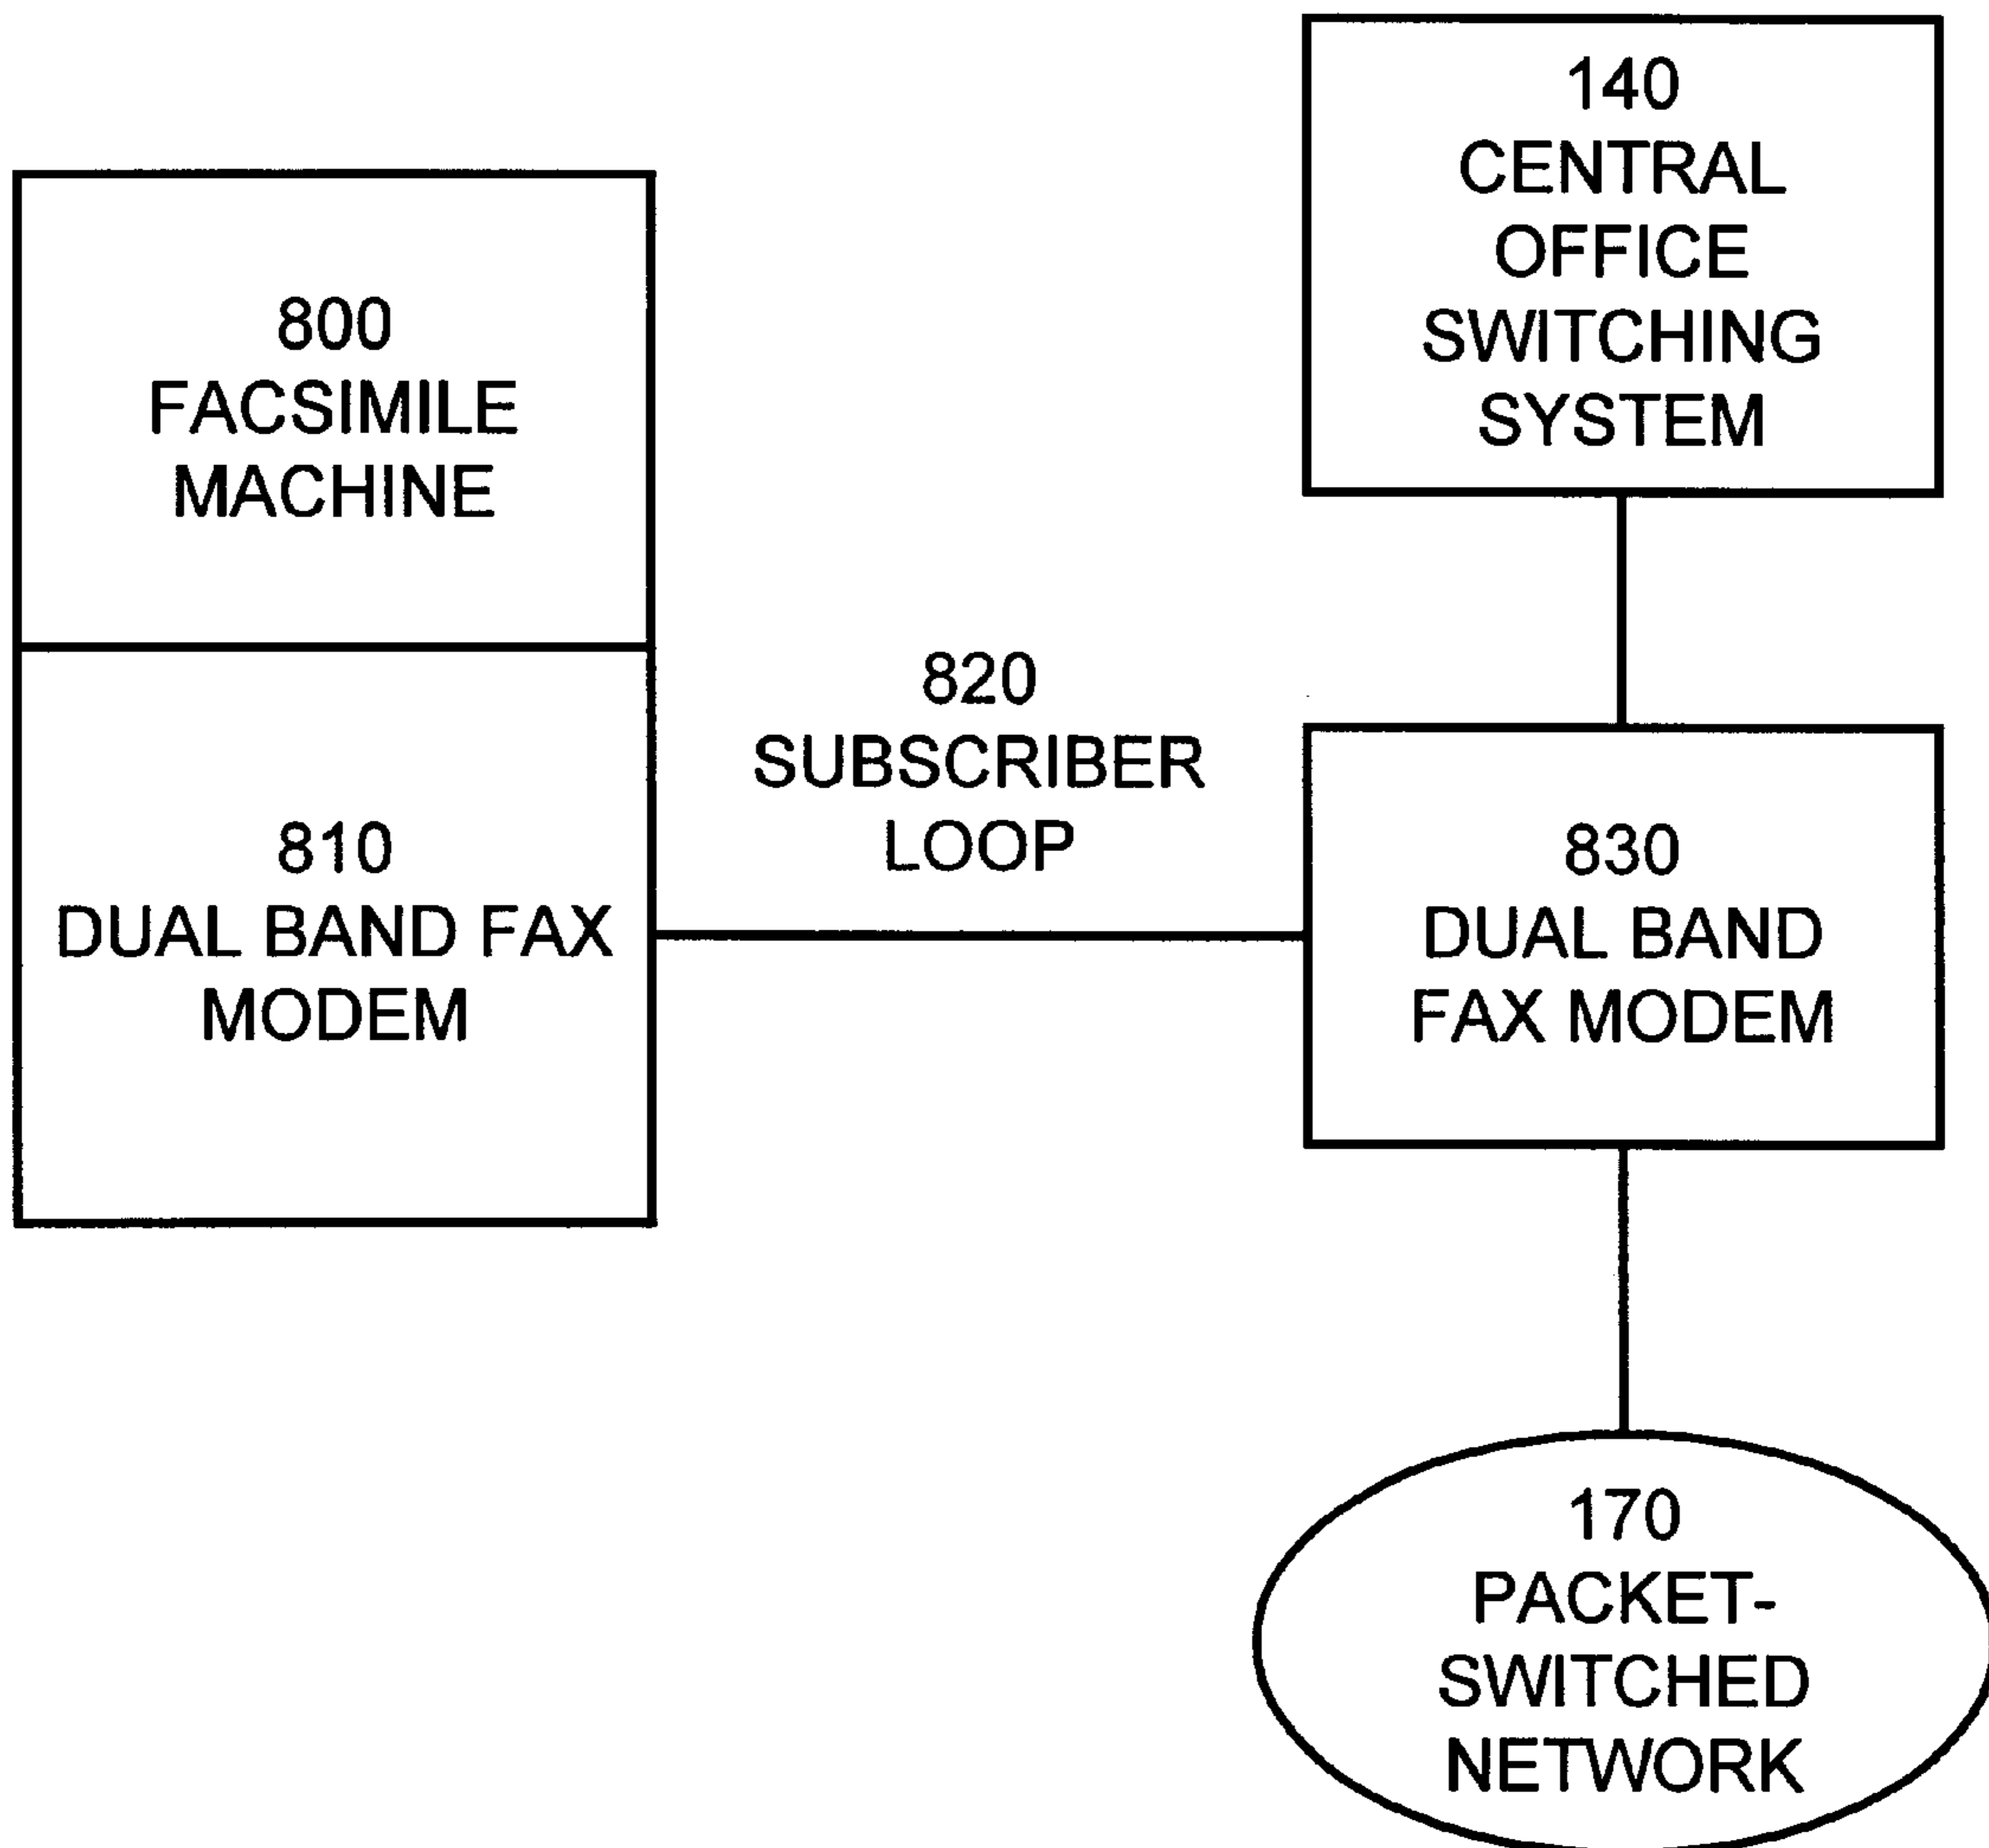 140
CENTRAL
OFFICE
SWITCHING
SYSTEM
800
FACSIMILE
MACHINE
820
SUBSCRIBER
LOOP
810
DUAL BAND FAX
MODEM
830
DUAL BAND
FAX MODEM
170
PACKET-
SWITCHED
NETWORK